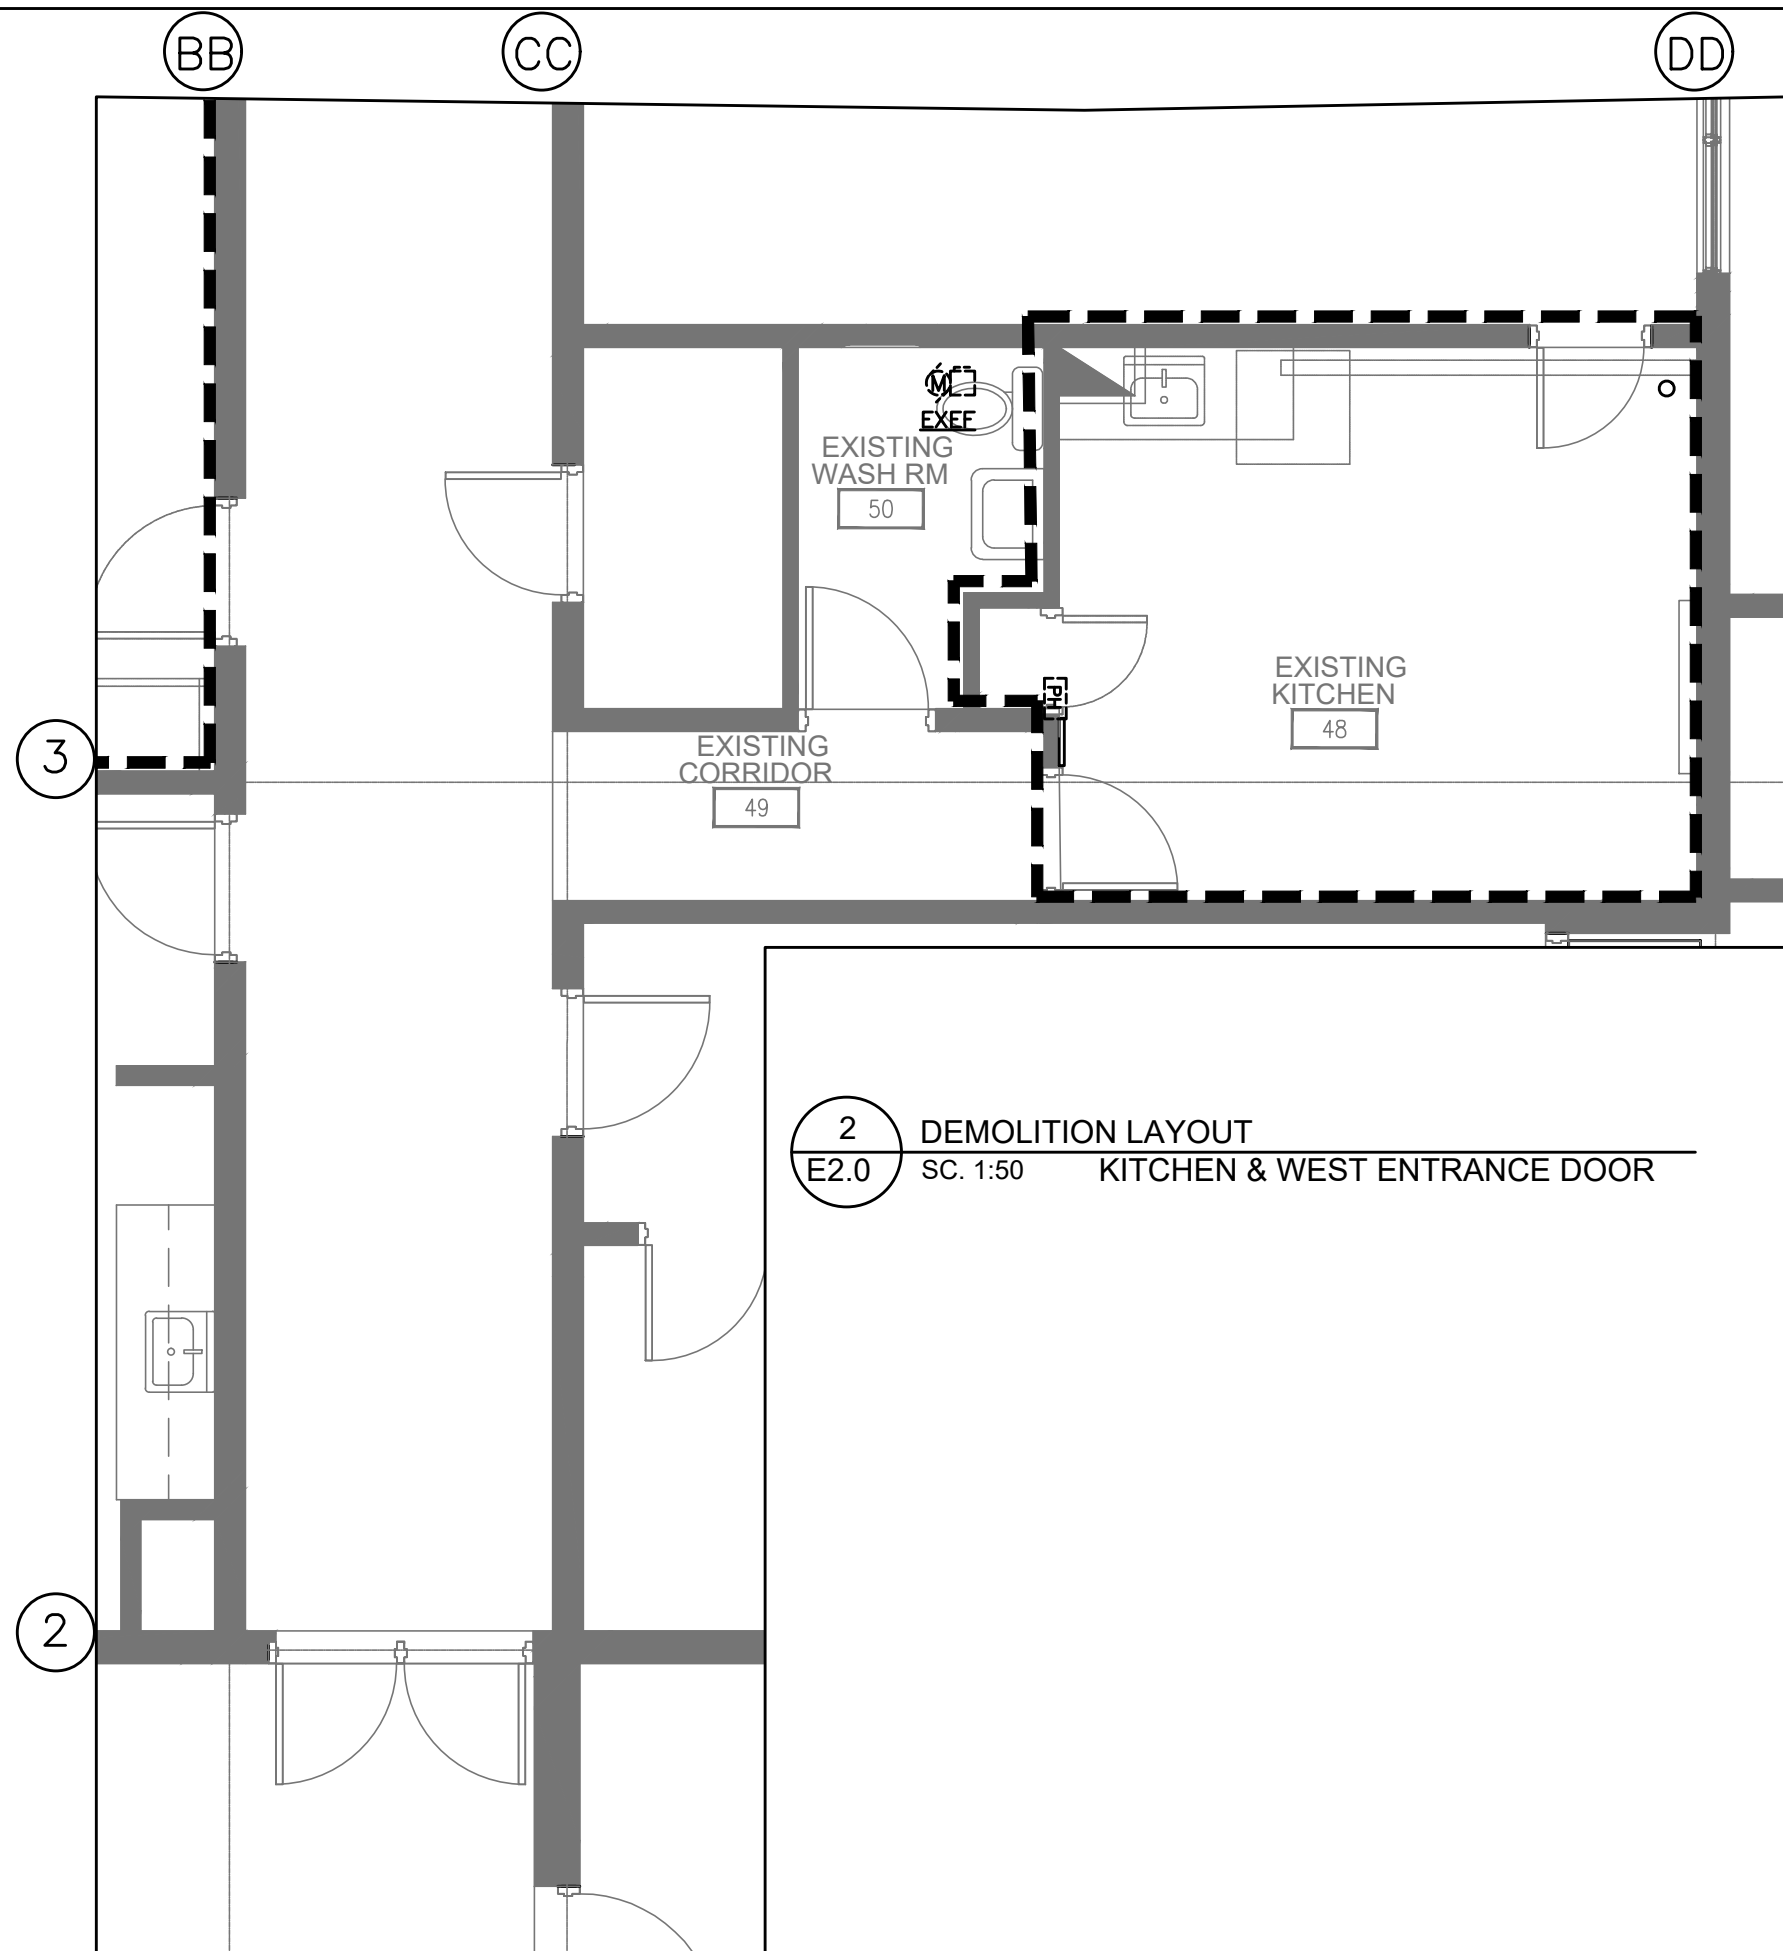 BB
CC
DD
M
EXEF
EXISTING
WASH RM
50
EXISTING
KITCHEN
48
PH
3
EXISTING
CORRIDOR
49
2
DEMOLITION LAYOUT
E2.0
SC. 1:50
KITCHEN & WEST ENTRANCE DOOR
2